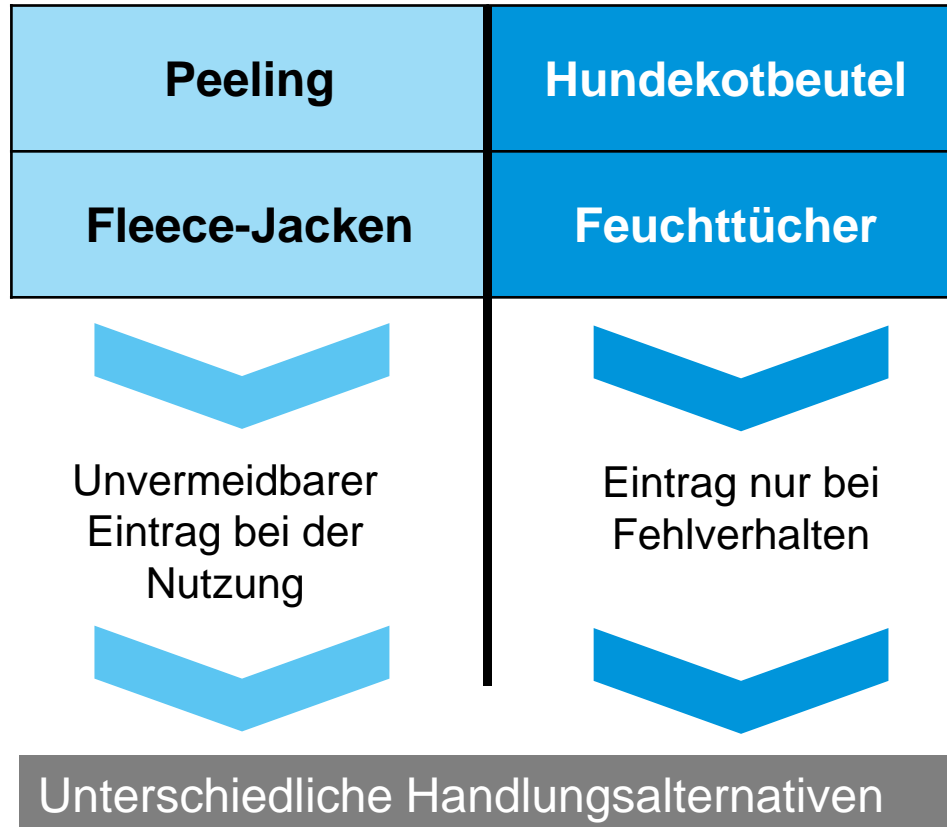 Peeling
Hundekotbeutel
Fleece-Jacken
Feuchttücher
Unvermeidbarer
Eintrag bei der
Nutzung
Eintrag nur bei
Fehlverhalten
Unterschiedliche Handlungsalternativen